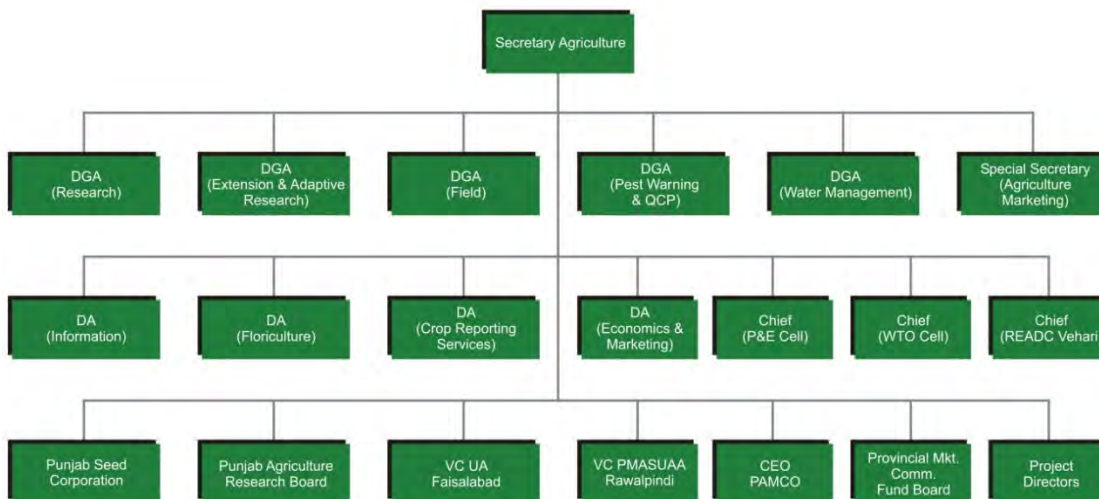 Secretary Agriculture
DGA
(Research)
DGA
(Extension & Adaptive
Research)
DGA
(Field)
DGA
(Pest Warning
& QCP)
DGA
(Water Management)
Special Secretary
(Agriculture
Marketing)
DA
(Information)
DA
(Floriculture)
DA
(Crop Reporting
Services)
DA
(Economics &
Marketing)
Chief
(P&E Cell)
Chief
(WTO Cell)
Chief
(READC Vehari
Punjab Seed
Corporation
Punjab Agriculture
Research Board
VC UA
Faisalabad
VC PMASUAA
Rawalpindi
CEO
PAMCO
Provincial Mkt.
Comm.
Fund Board
Project
Directors